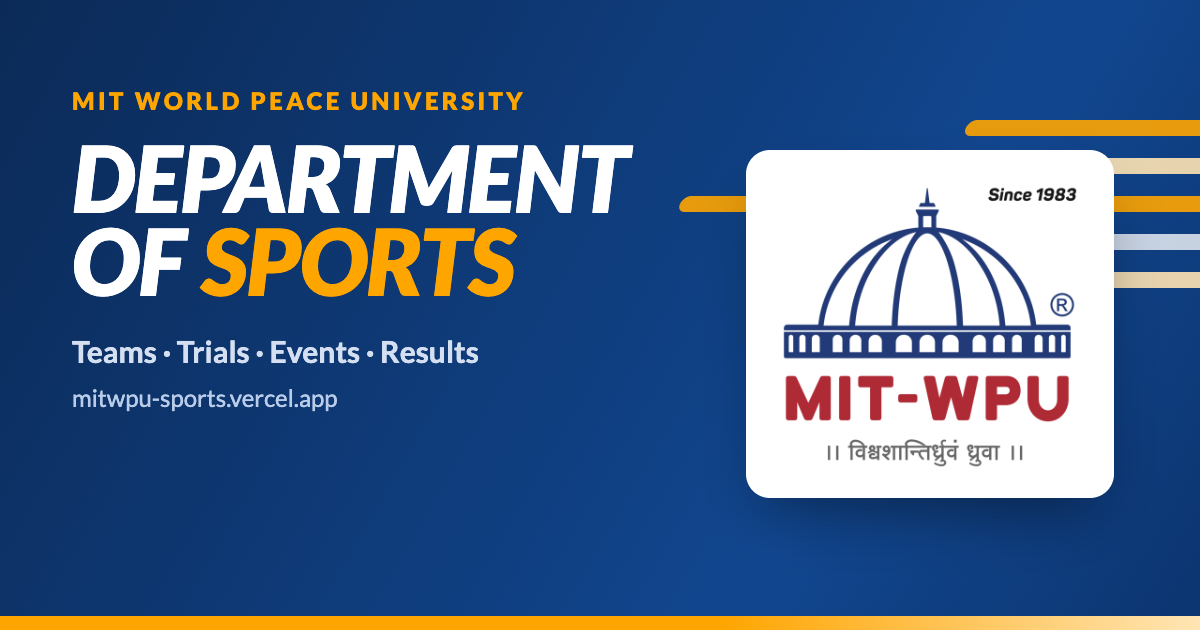 MIT WORLD PEACE UNIVERSITY
DEPARTMENT
OF SPORTS
Teams · Trials · Events · Results
mitwpu-sports.vercel.app
Since 1983
®
MIT-WPU
॥ विश्वशान्तिर्ध्रुवं ध्रुवा ॥